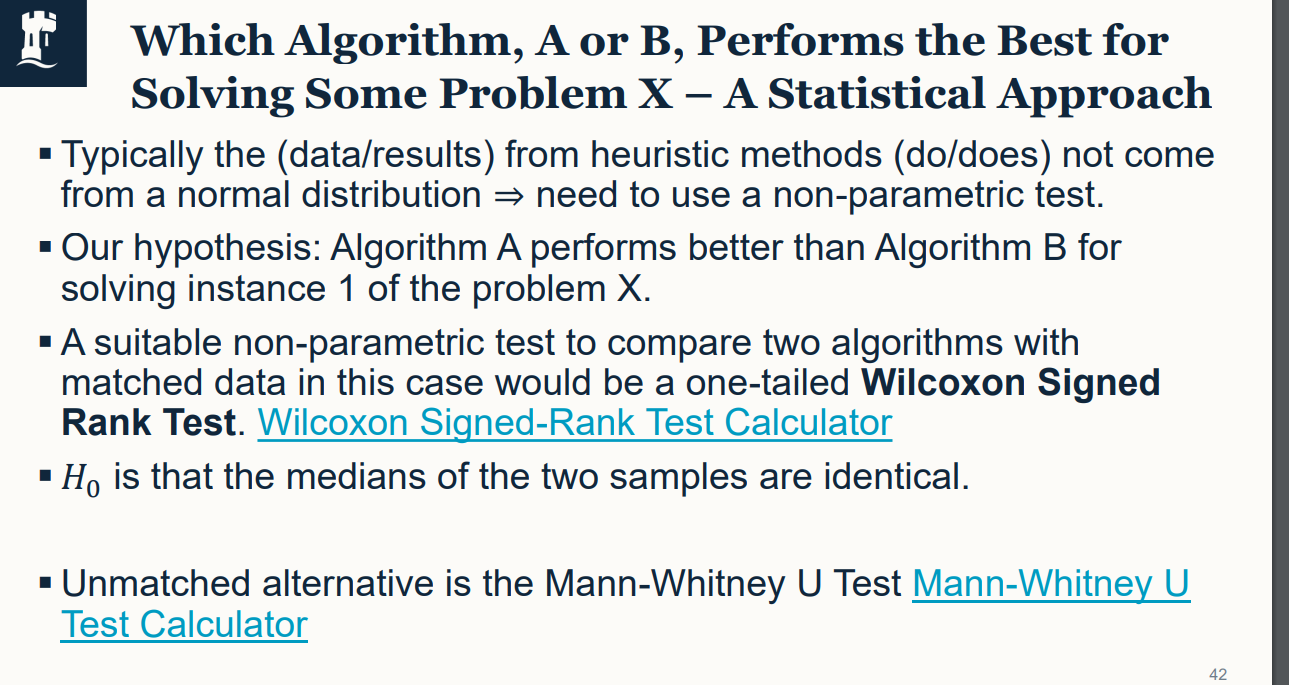 Which Algorithm, A or B, Performs the Best for
Solving Some Problem X – A Statistical Approach
▪ Typically the (data/results) from heuristic methods (do/does) not come
from a normal distribution ⇒ need to use a non-parametric test.
▪ Our hypothesis: Algorithm A performs better than Algorithm B for
solving instance 1 of the problem X.
▪ A suitable non-parametric test to compare two algorithms with
matched data in this case would be a one-tailed Wilcoxon Signed
Rank Test. Wilcoxon Signed-Rank Test Calculator
▪ H₀ is that the medians of the two samples are identical.
▪ Unmatched alternative is the Mann-Whitney U Test Mann-Whitney U
Test Calculator
42